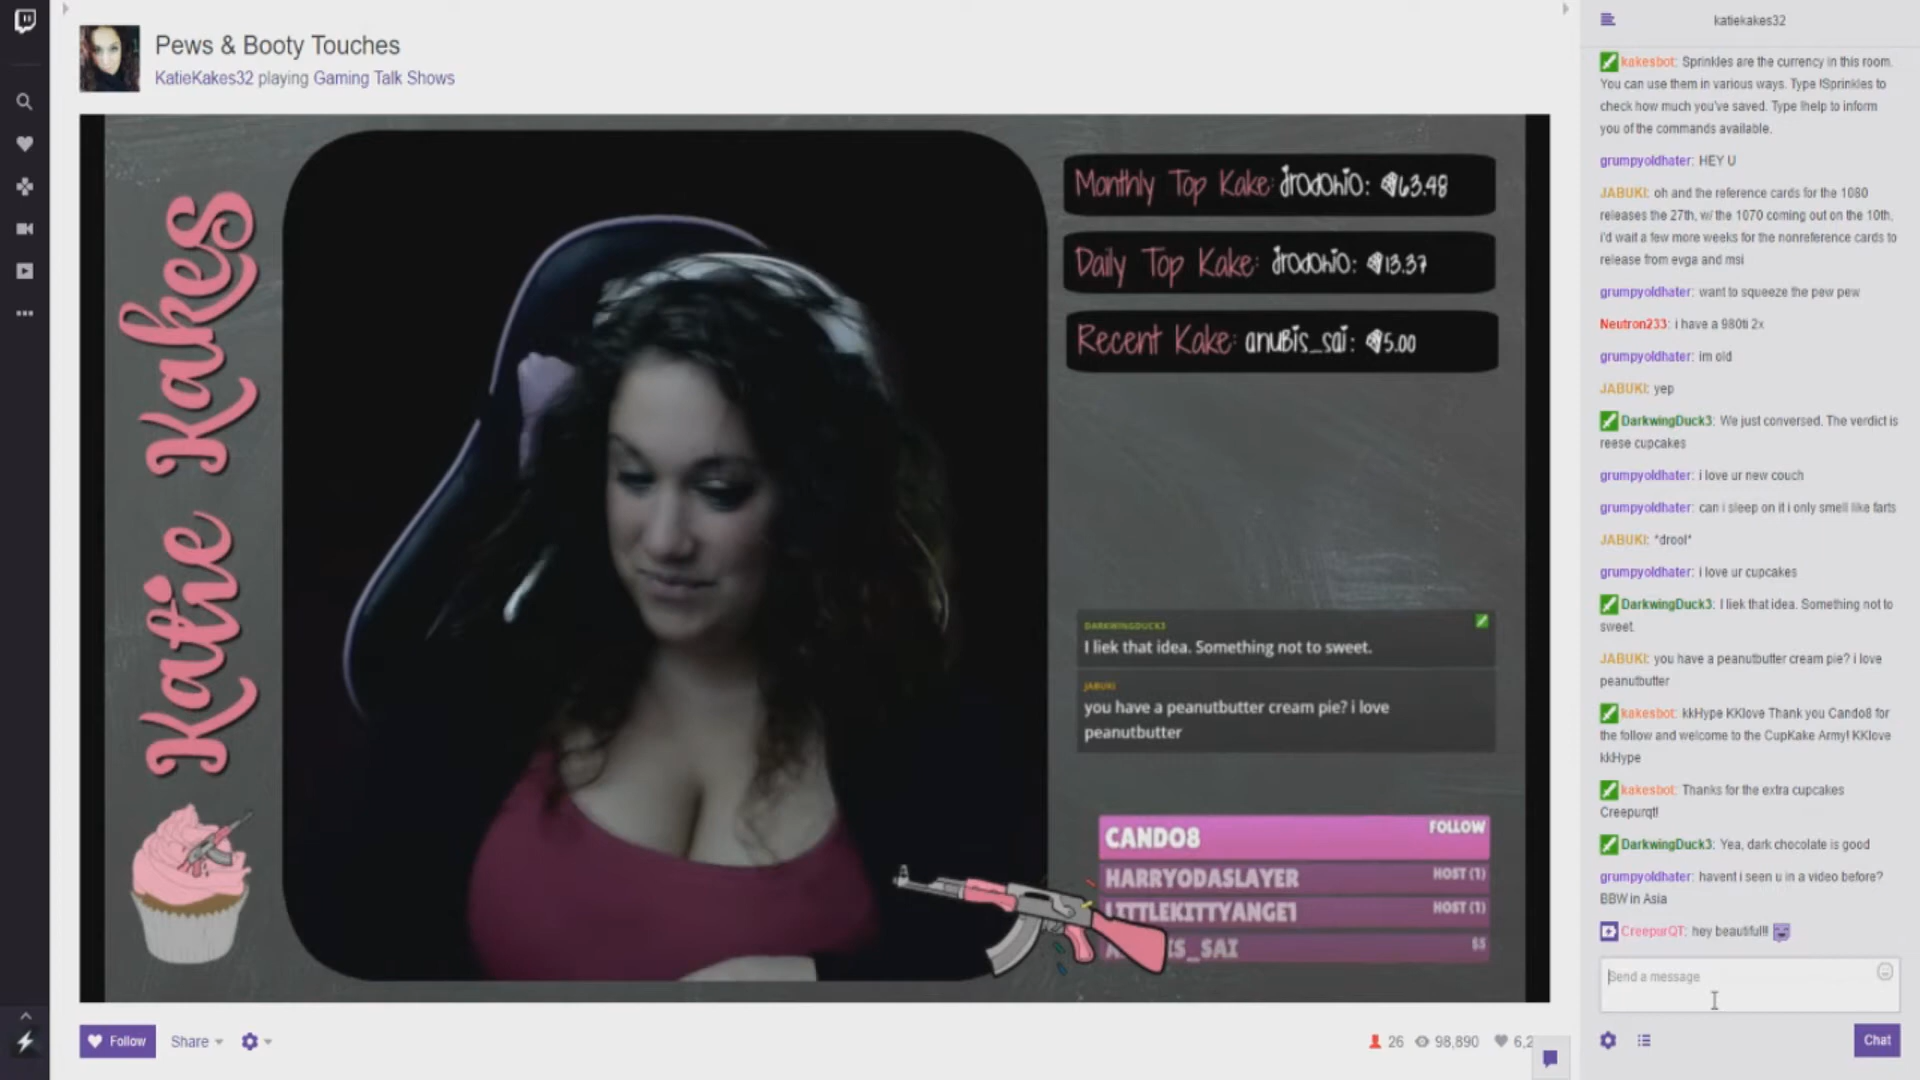 Pews & Booty Touches
KatieKakes32 playing Gaming Talk Shows
Katie Kakes
Monthly Top Kake: drodohio: 63.48
Daily Top Kake: drodohio: 13.37
Recent Kake: anubis_sai: 5.00
DARKWINGDUCK3
I liek that idea. Something not to sweet.
JABUKI
you have a peanutbutter cream pie? i love
peanutbutter
CANDO8 FOLLOW
HARRYODASLAYER HOST (1)
LITTLEKITTYANGE1 HOST (1)
IS_SAI $5
Follow
Share
26 98,890 6,2
katiekakes32
kakesbot: Sprinkles are the currency in this room.
You can use them in various ways. Type !Sprinkles to
check how much you've saved. Type !help to inform
you of the commands available.
grumpyoldhater: HEY U
JABUKI: oh and the reference cards for the 1080
releases the 27th, w/ the 1070 coming out on the 10th,
i'd wait a few more weeks for the nonreference cards to
release from evga and msi
grumpyoldhater: want to squeeze the pew pew
Neutron233: i have a 980ti 2x
grumpyoldhater: im old
JABUKI: yep
DarkwingDuck3: We just conversed. The verdict is
reese cupcakes
grumpyoldhater: i love ur new couch
grumpyoldhater: can i sleep on it i only smell like farts
JABUKI: *drool*
grumpyoldhater: i love ur cupcakes
DarkwingDuck3: I liek that idea. Something not to
sweet.
JABUKI: you have a peanutbutter cream pie? i love
peanutbutter
kakesbot: kkHype KKlove Thank you Cando8 for
the follow and welcome to the CupKake Army! KKlove
kkHype
kakesbot: Thanks for the extra cupcakes
Creepurqt!
DarkwingDuck3: Yea, dark chocolate is good
grumpyoldhater: havent i seen u in a video before?
BBW in Asia
CreepurQT: hey beautiful!!
Send a message
Chat